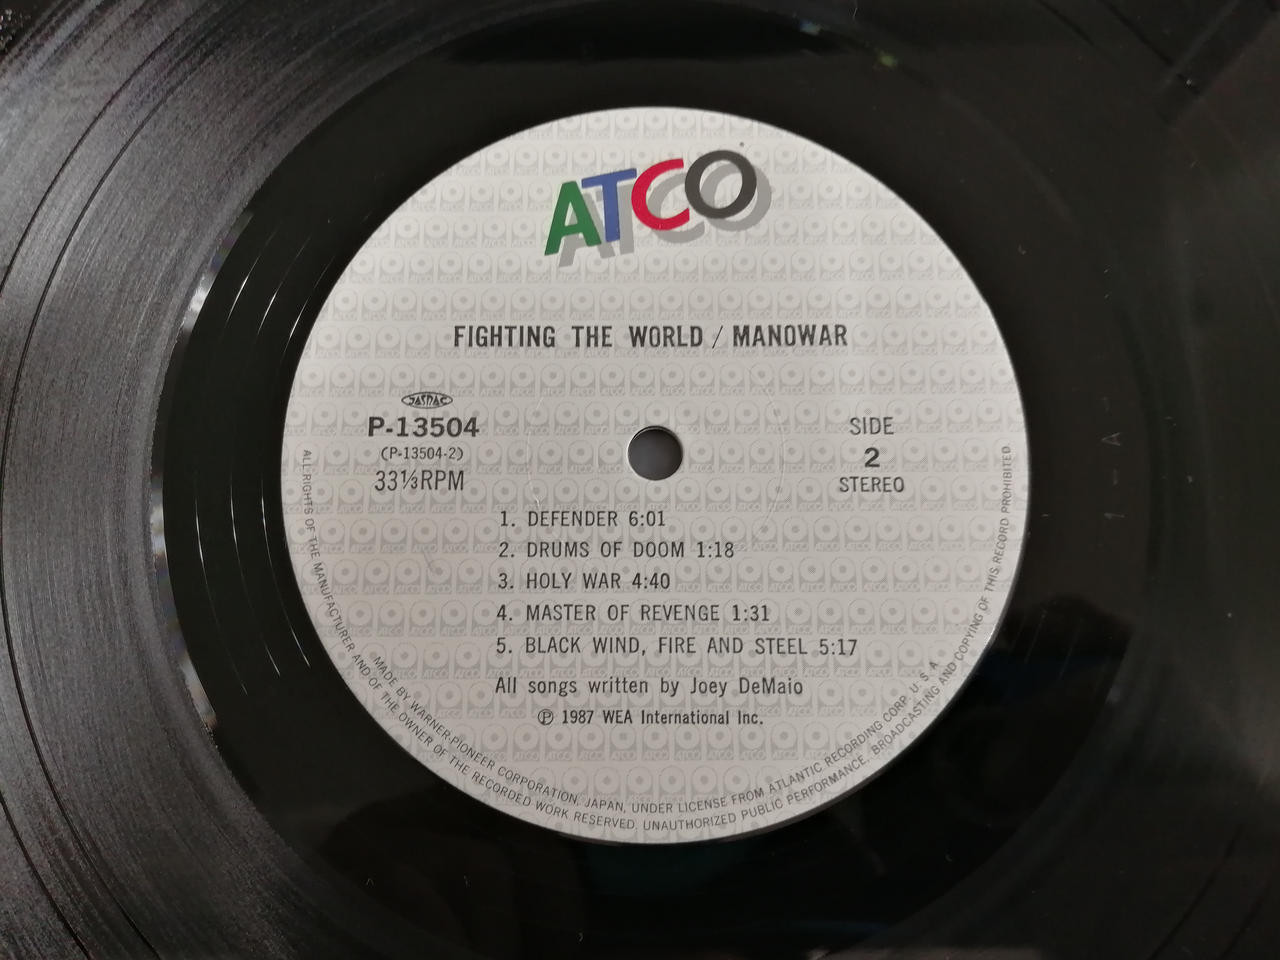 ATCO
FIGHTING THE WORLD / MANOWAR
JASRAC
P-13504
(P-13504-2)
33⅓RPM
SIDE
2
STEREO
1. DEFENDER 6:01
2. DRUMS OF DOOM 1:18
3. HOLY WAR 4:40
4. MASTER OF REVENGE 1:31
5. BLACK WIND, FIRE AND STEEL 5:17
All songs written by Joey DeMaio
Ⓟ 1987 WEA International Inc.
MADE BY WARNER-PIONEER CORPORATION, JAPAN, UNDER LICENSE FROM ATLANTIC RECORDING CORP. U. S. A.
ALL RIGHTS OF THE MANUFACTURER AND OF THE OWNER OF THE RECORDED WORK RESERVED. UNAUTHORIZED PUBLIC PERFORMANCE, BROADCASTING AND COPYING OF THIS RECORD PROHIBITED
1-A